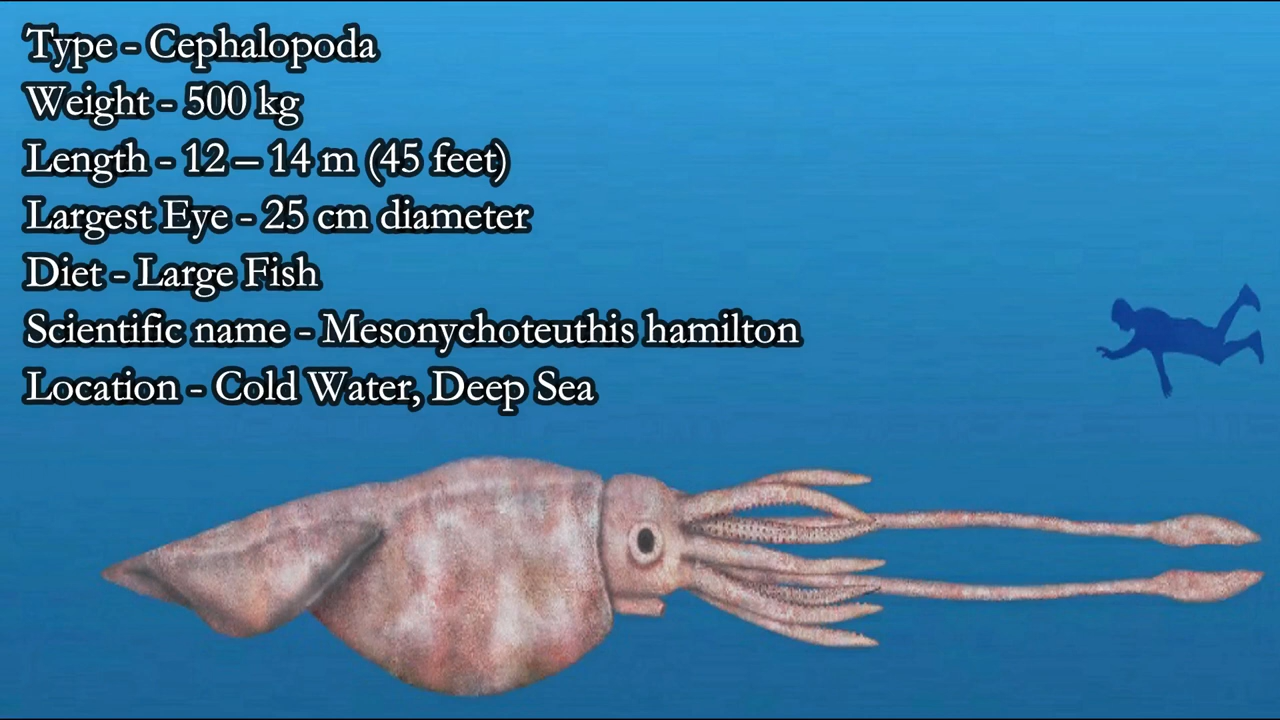 Type - Cephalopoda
Weight - 500 kg
Length - 12 – 14 m (45 feet)
Largest Eye - 25 cm diameter
Diet - Large Fish
Scientific name - Mesonychoteuthis hamilton
Location - Cold Water, Deep Sea